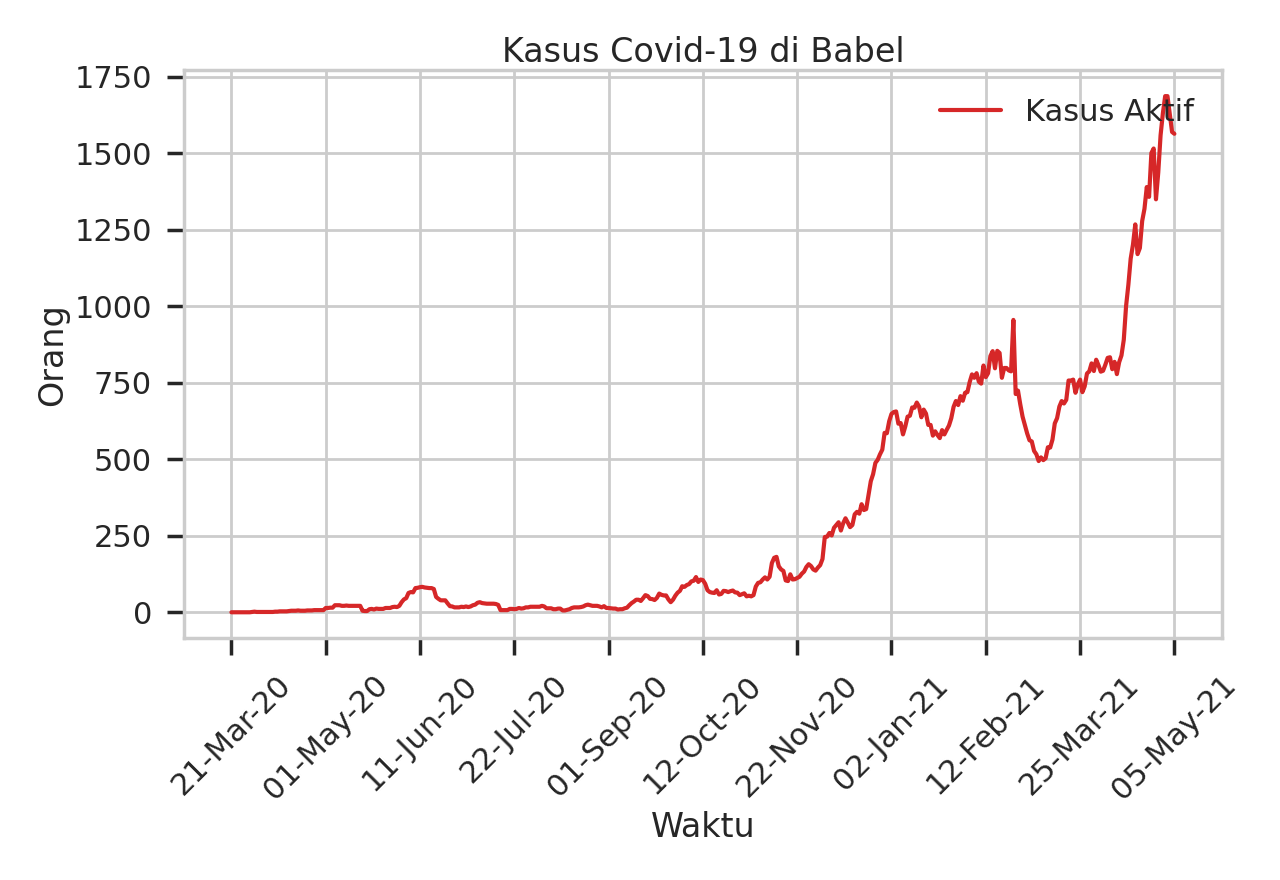 Kasus Covid-19 di Babel
Kasus Aktif
Orang
1750
1500
1250
1000
750
500
250
0
21-Mar-20
01-May-20
11-Jun-20
22-Jul-20
01-Sep-20
12-Oct-20
22-Nov-20
02-Jan-21
12-Feb-21
25-Mar-21
05-May-21
Waktu